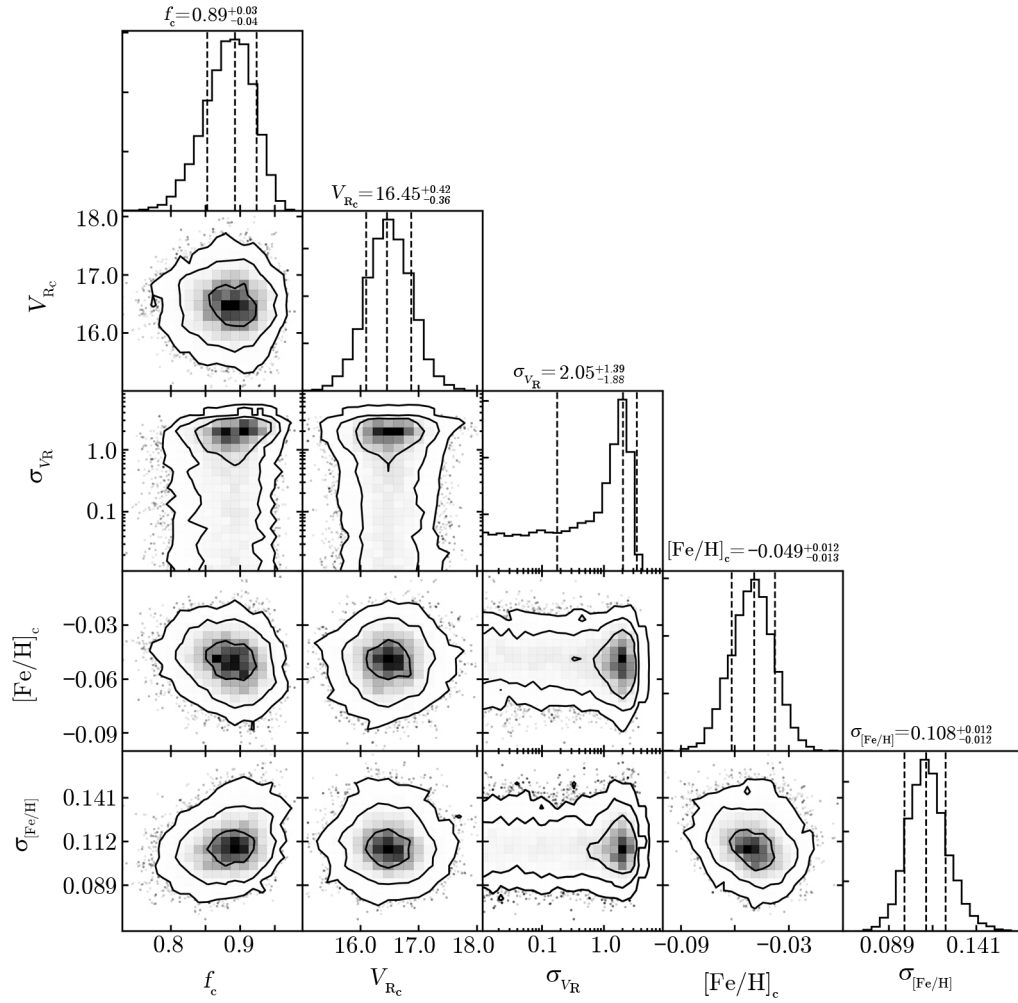 f_c=0.89^{+0.03}_{-0.04}
V_{R_c}=16.45^{+0.42}_{-0.36}
18.0
17.0
16.0
V_{R_c}
σ_{V_R}=2.05^{+1.39}_{-1.88}
1.0
0.1
σ_{V_R}
[Fe/H]_c=−0.049^{+0.012}_{-0.013}
−0.03
−0.06
−0.09
[Fe/H]_c
σ_{[Fe/H]}=0.108^{+0.012}_{-0.012}
0.141
0.112
0.089
σ_{[Fe/H]}
0.8 0.9 16.0 17.0 18.0 0.1 1.0 −0.09 −0.03 0.089 0.141
f_c V_{R_c} σ_{V_R} [Fe/H]_c σ_{[Fe/H]}